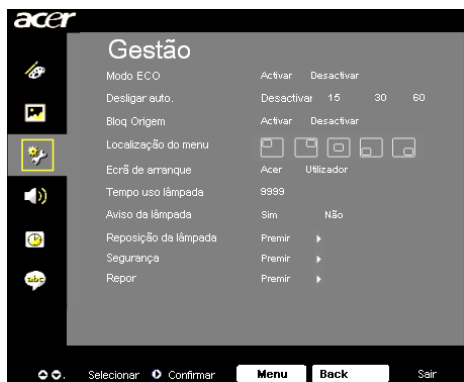 acer
Gestão
Modo ECO Activar Desactivar
Desligar auto. Desactivar 15 30 60
Bloq Origem Activar Desactivar
Localização do menu
Ecrã de arranque Acer Utilizador
Tempo uso lâmpada 9999
Aviso da lâmpada Sim Não
Reposição da lâmpada Premir
Segurança Premir
Repor Premir
abc
Selecionar Confirmar Menu Back Sair